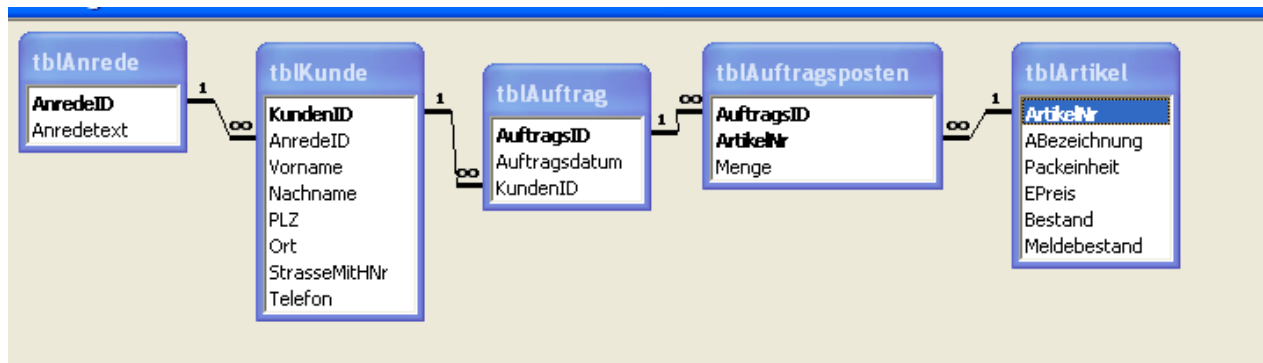 tblAnrede
AnredeID
Anredetext
1
∞
tblKunde
KundenID
AnredeID
Vorname
Nachname
PLZ
Ort
StrasseMitHNr
Telefon
1
∞
tblAuftrag
AuftragsID
Auftragsdatum
KundenID
1
∞
tblAuftragsposten
AuftragsID
ArtikelNr
Menge
∞
1
tblArtikel
ArtikelNr
ABezeichnung
Packeinheit
EPreis
Bestand
Meldebestand